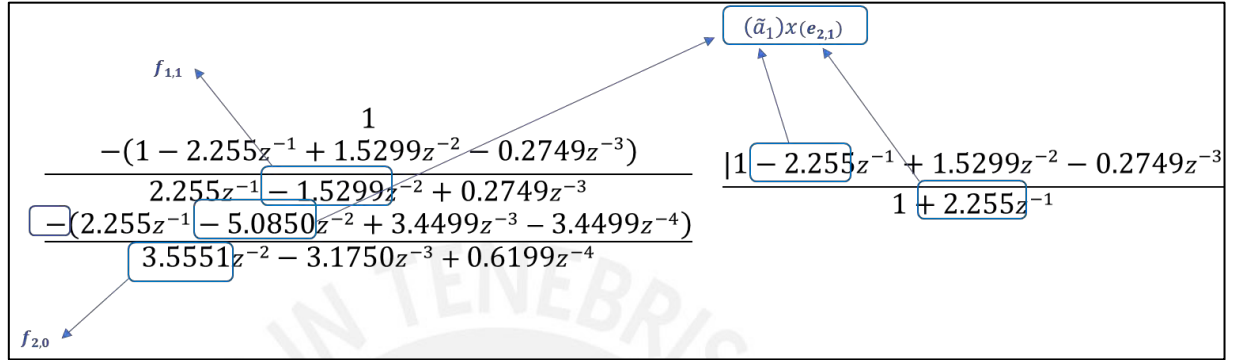 (ã₁)x(e₂,₁)
f₁,₁
1
−(1 − 2.255z⁻¹ + 1.5299z⁻² − 0.2749z⁻³)
|1 − 2.255z⁻¹ + 1.5299z⁻² − 0.2749z⁻³
2.255z⁻¹ − 1.5299z⁻² + 0.2749z⁻³
1 + 2.255z⁻¹
−(2.255z⁻¹ − 5.0850z⁻² + 3.4499z⁻³ − 3.4499z⁻⁴)
3.5551z⁻² − 3.1750z⁻³ + 0.6199z⁻⁴
f₂,₀
IN TENEBRIS